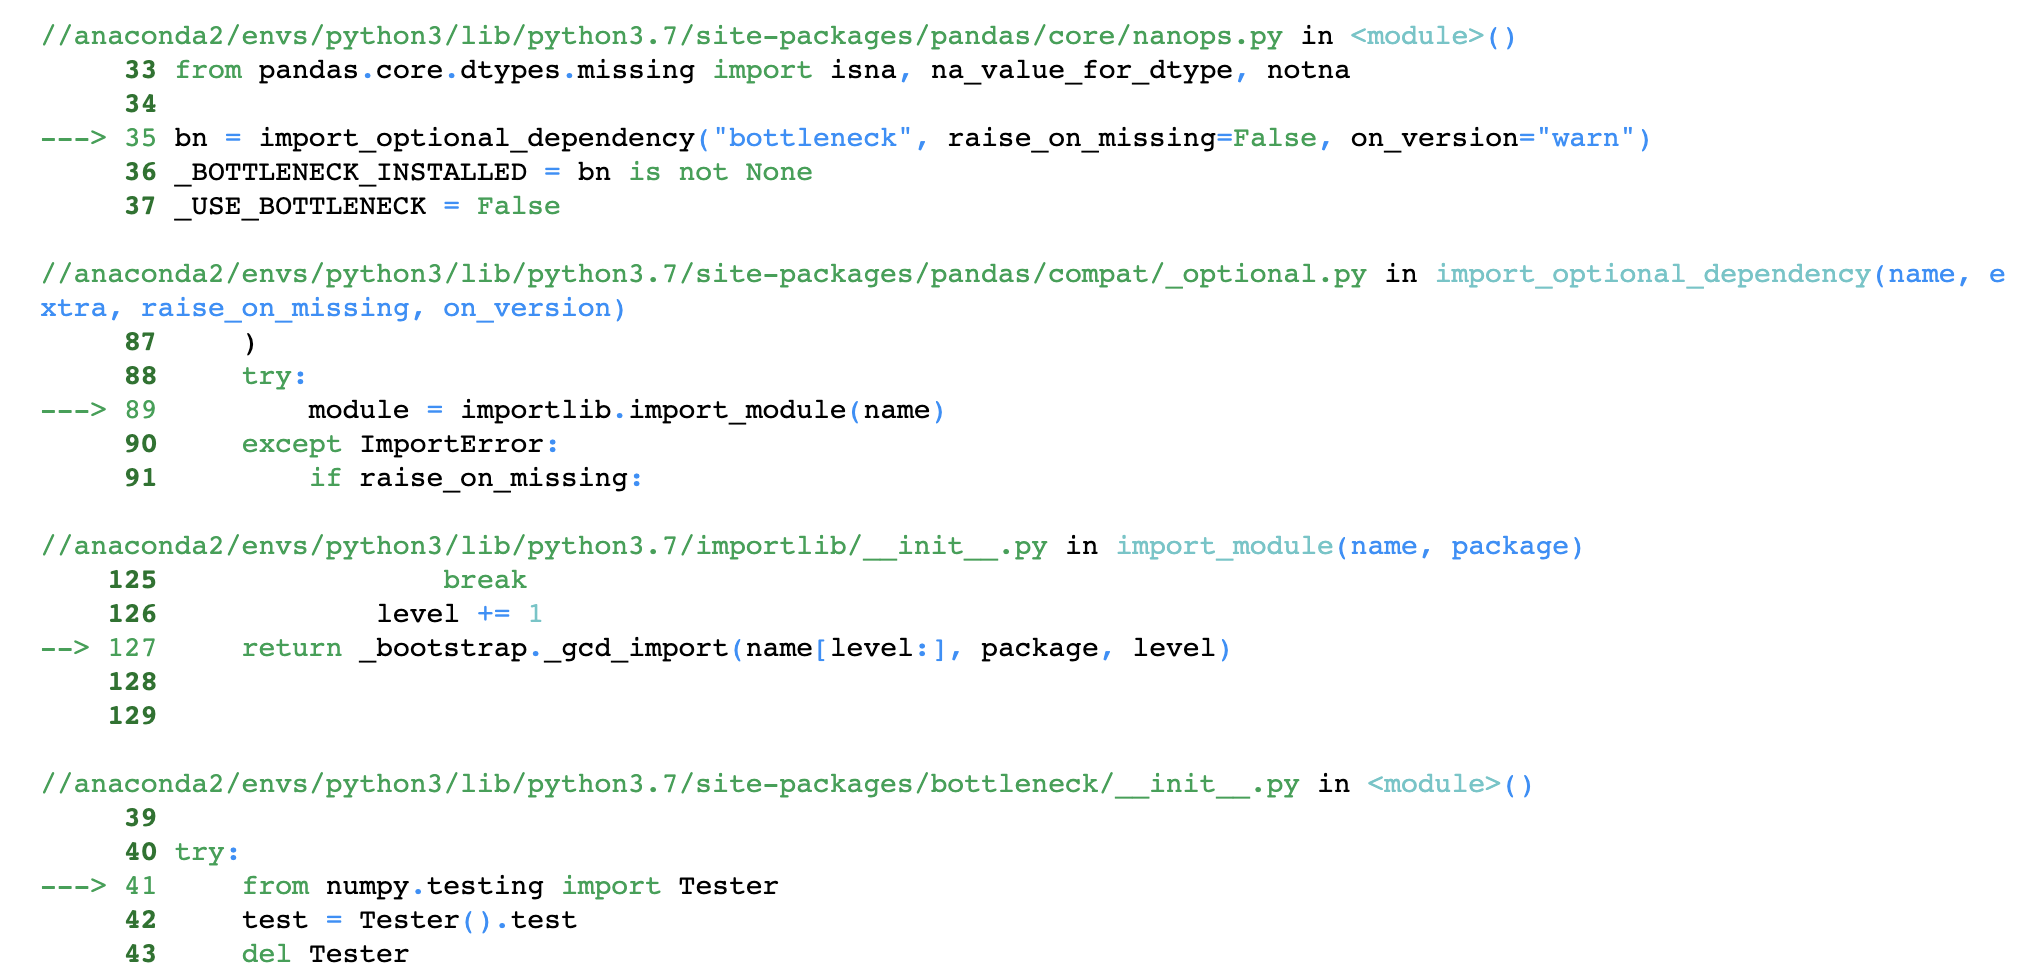 //anaconda2/envs/python3/lib/python3.7/site-packages/pandas/core/nanops.py in <module>()
     33 from pandas.core.dtypes.missing import isna, na_value_for_dtype, notna
     34
---> 35 bn = import_optional_dependency("bottleneck", raise_on_missing=False, on_version="warn")
     36 _BOTTLENECK_INSTALLED = bn is not None
     37 _USE_BOTTLENECK = False

//anaconda2/envs/python3/lib/python3.7/site-packages/pandas/compat/_optional.py in import_optional_dependency(name, e
xtra, raise_on_missing, on_version)
     87     )
     88     try:
---> 89         module = importlib.import_module(name)
     90     except ImportError:
     91         if raise_on_missing:

//anaconda2/envs/python3/lib/python3.7/importlib/__init__.py in import_module(name, package)
    125                 break
    126             level += 1
--> 127     return _bootstrap._gcd_import(name[level:], package, level)
    128
    129

//anaconda2/envs/python3/lib/python3.7/site-packages/bottleneck/__init__.py in <module>()
     39
     40 try:
---> 41     from numpy.testing import Tester
     42     test = Tester().test
     43     del Tester